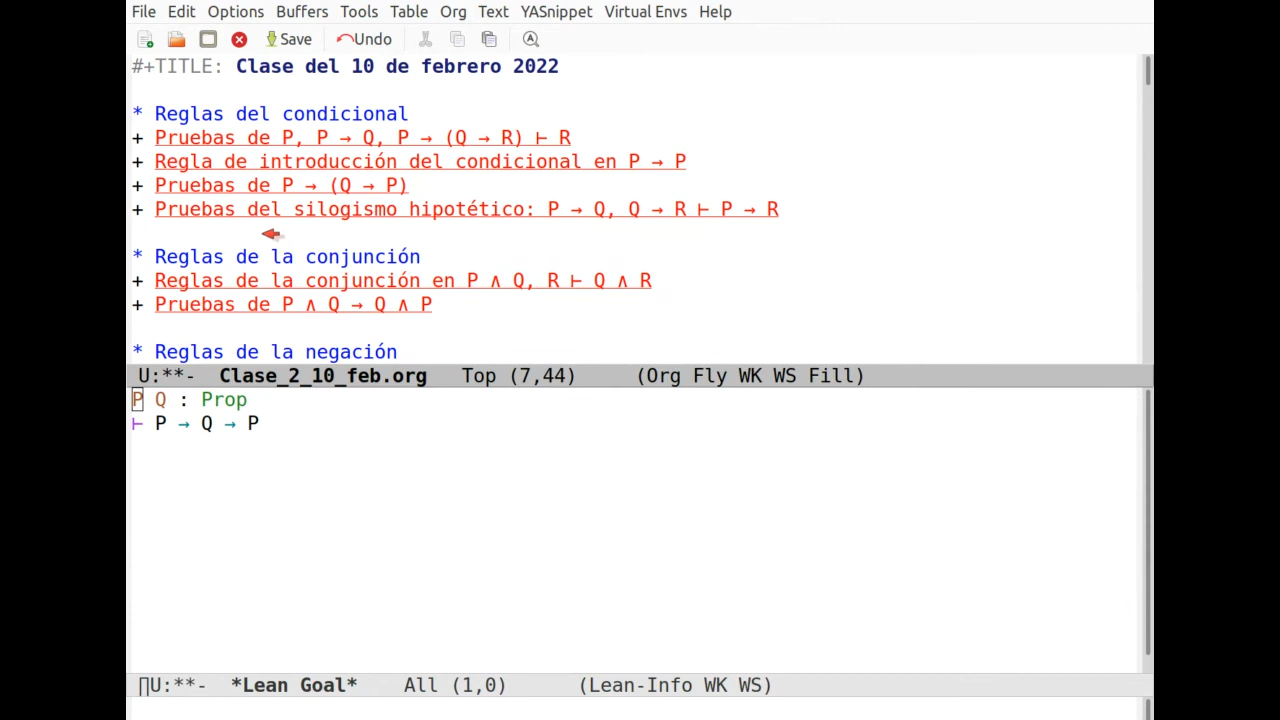 File Edit Options Buffers Tools Table Org Text YASnippet Virtual Envs Help
Save Undo
#+TITLE: Clase del 10 de febrero 2022
* Reglas del condicional
+ Pruebas de P, P → Q, P → (Q → R) ⊢ R
+ Regla de introducción del condicional en P → P
+ Pruebas de P → (Q → P)
+ Pruebas del silogismo hipotético: P → Q, Q → R ⊢ P → R
* Reglas de la conjunción
+ Reglas de la conjunción en P ∧ Q, R ⊢ Q ∧ R
+ Pruebas de P ∧ Q → Q ∧ P
* Reglas de la negación
U:**- Clase_2_10_feb.org Top (7,44) (Org Fly WK WS Fill)
P Q : Prop
⊢ P → Q → P
∏U:**- *Lean Goal* All (1,0) (Lean-Info WK WS)